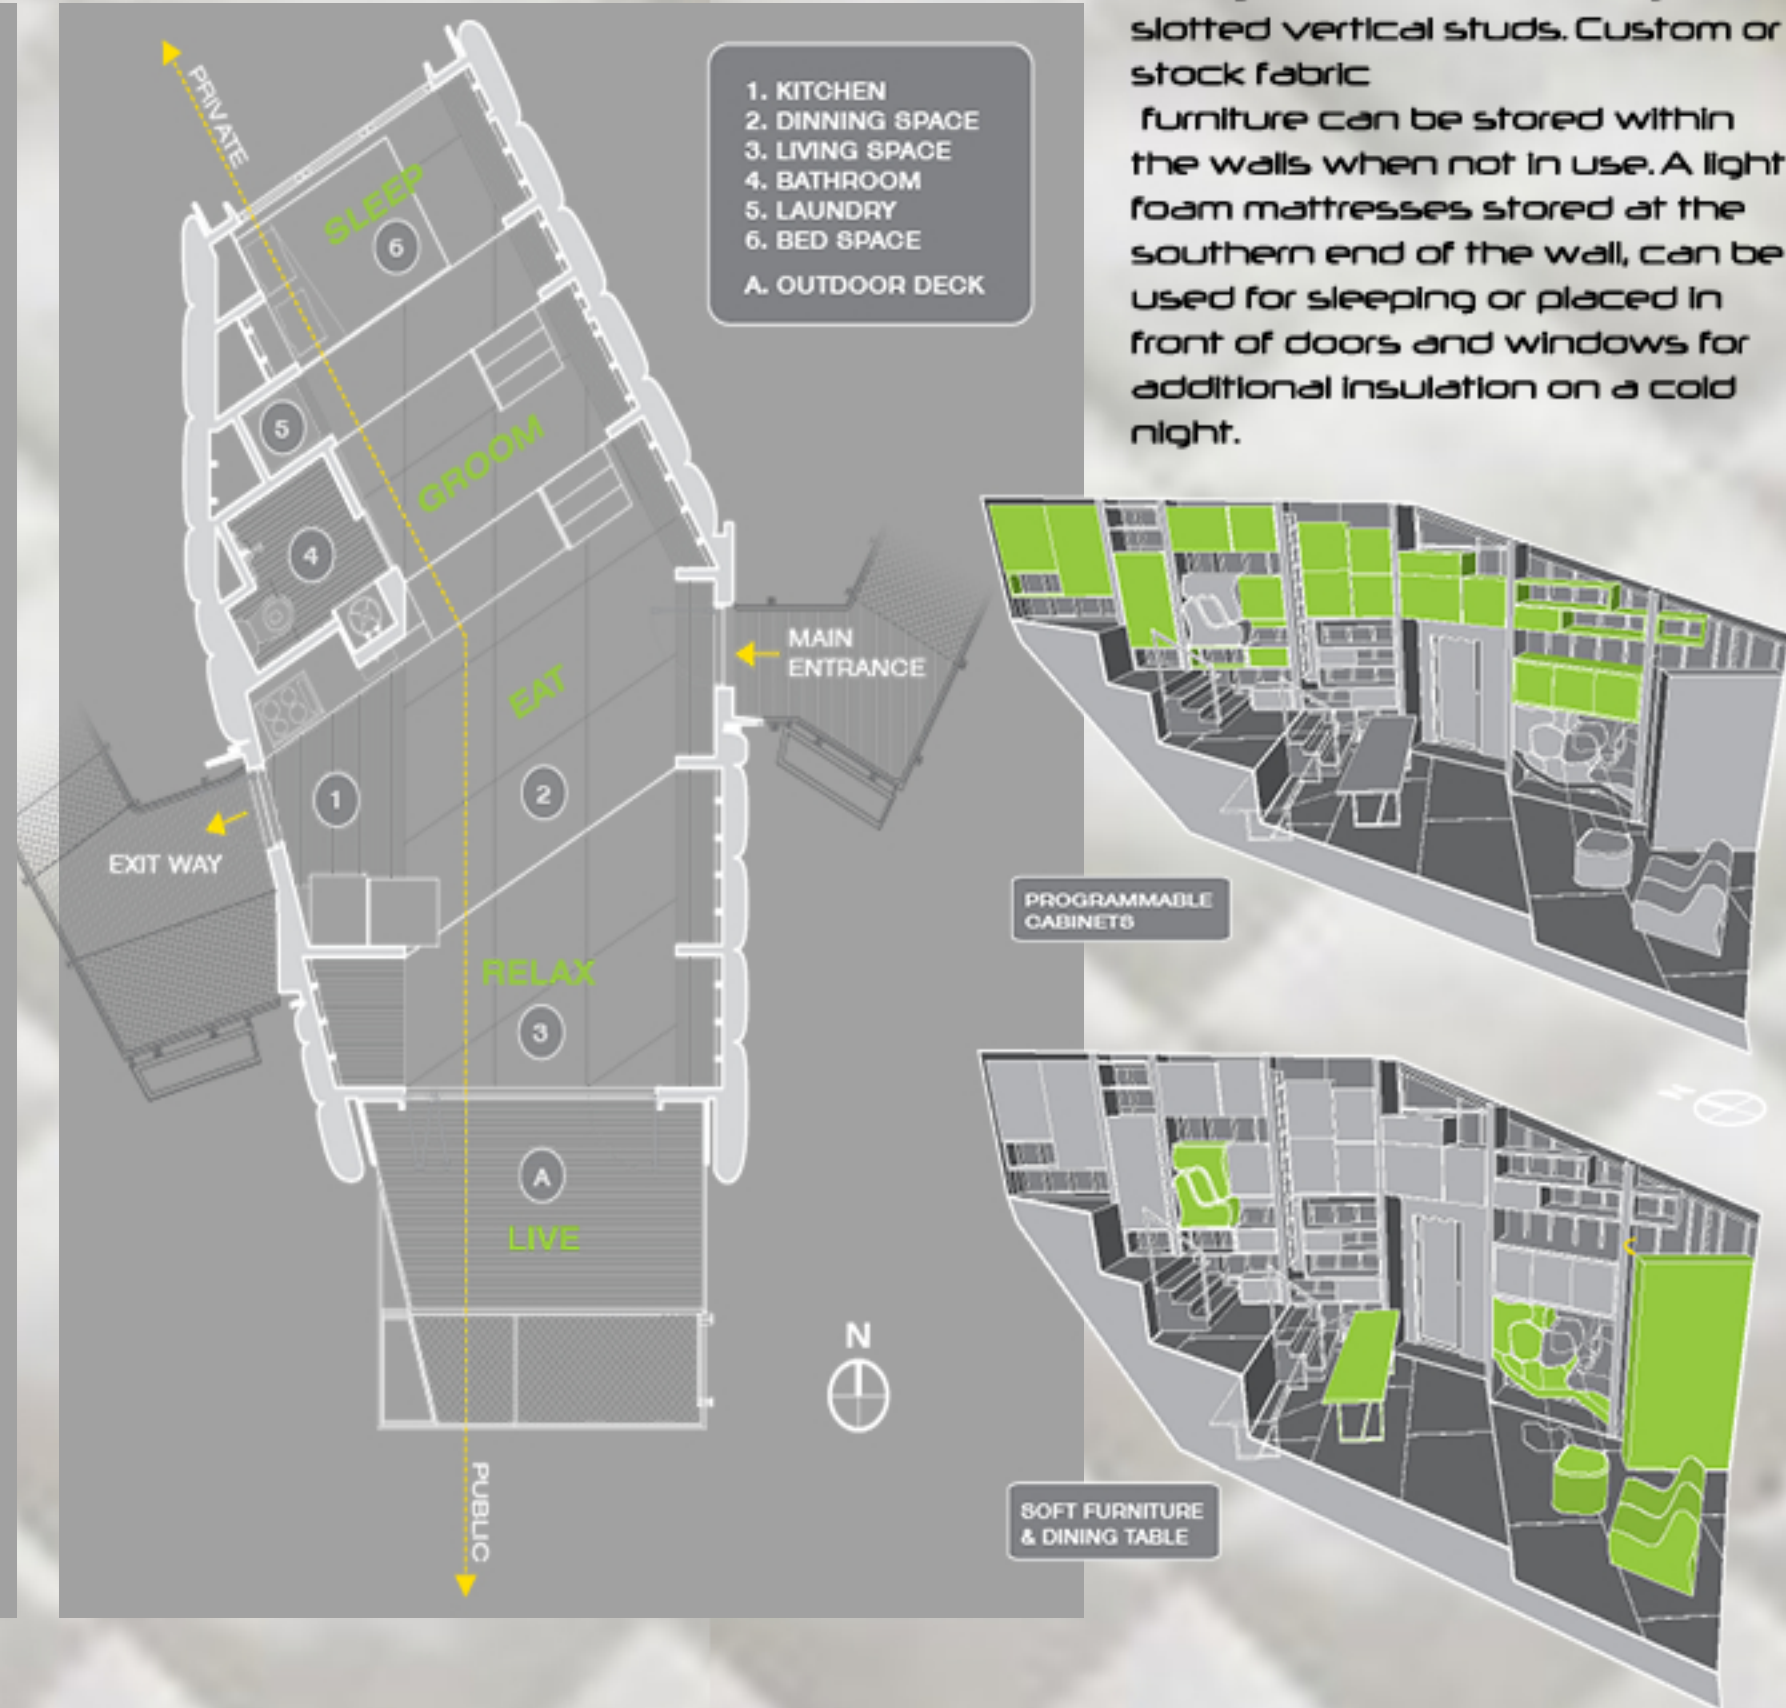 slotted vertical studs. Custom or
stock fabric
furniture can be stored within
the walls when not in use. A light
foam mattresses stored at the
southern end of the wall, can be
used for sleeping or placed in
front of doors and windows for
additional insulation on a cold
night.
1. KITCHEN
2. DINNING SPACE
3. LIVING SPACE
4. BATHROOM
5. LAUNDRY
6. BED SPACE
A. OUTDOOR DECK
PRIVATE
SLEEP
6
5
GROOM
4
MAIN
ENTRANCE
EAT
1
2
EXIT WAY
RELAX
3
A
LIVE
N
PUBLIC
PROGRAMMABLE
CABINETS
N
SOFT FURNITURE
& DINING TABLE